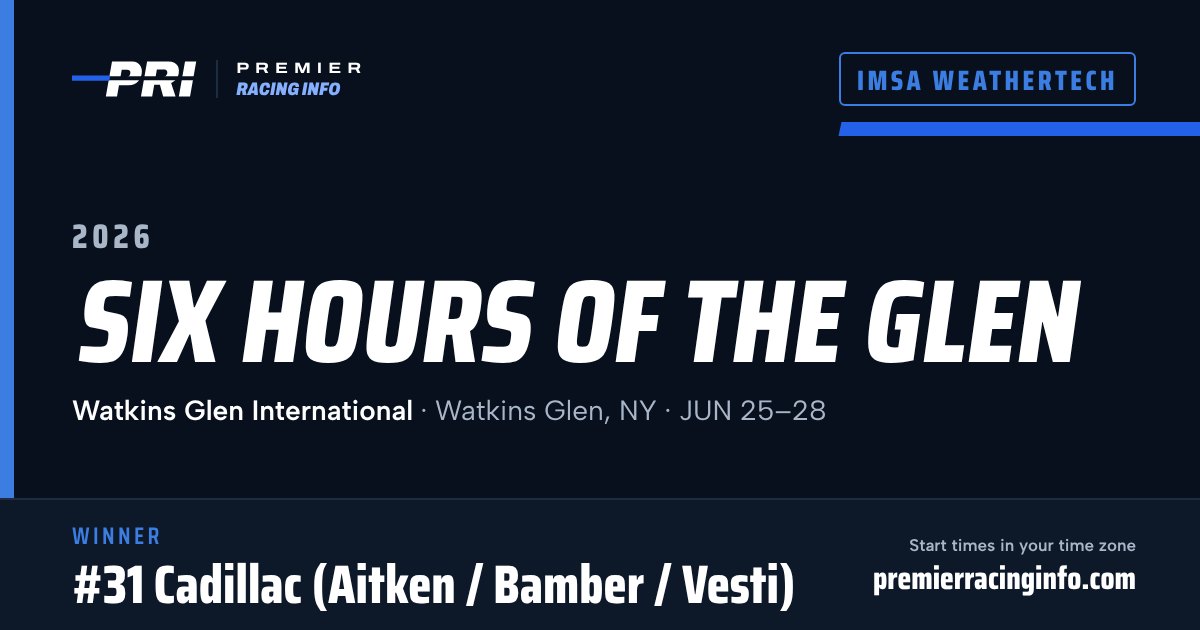 PRI
PREMIER
RACING INFO
IMSA WEATHERTECH
2026
SIX HOURS OF THE GLEN
Watkins Glen International · Watkins Glen, NY · JUN 25–28
WINNER
#31 Cadillac (Aitken / Bamber / Vesti)
Start times in your time zone
premierracinginfo.com